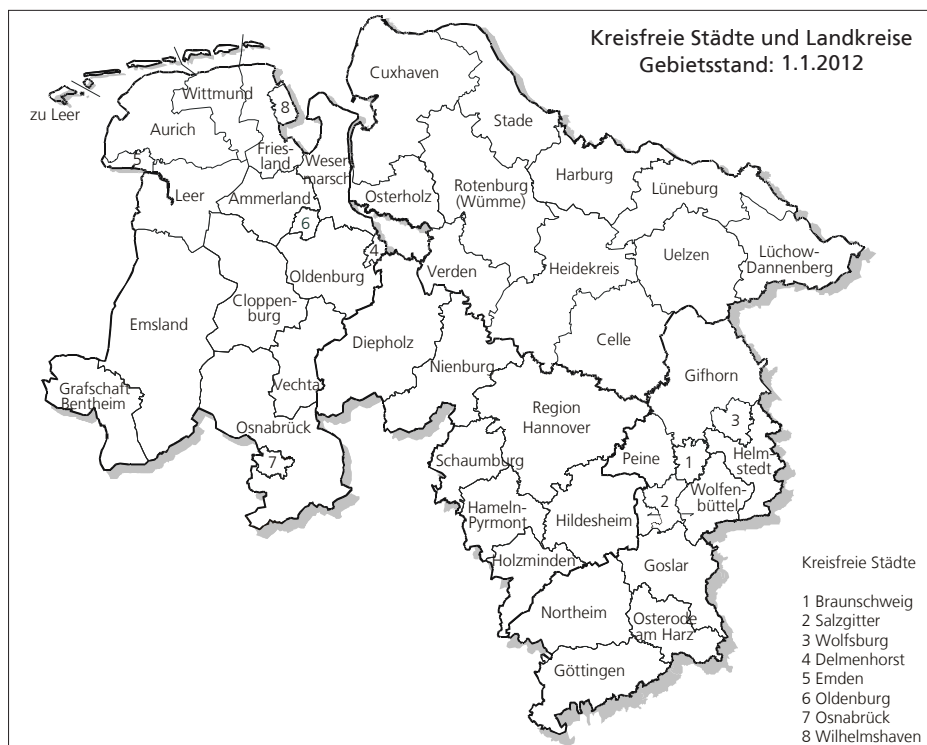 Kreisfreie Städte und Landkreise
Gebietsstand: 1.1.2012
Cuxhaven
Wittmund
8
zu Leer
Aurich
Stade
Fries-
land
Weser-
marsch
5
Harburg
Leer
Ammerland
Osterholz
Rotenburg
(Wümme)
Lüneburg
6
4
Oldenburg
Verden
Heidekreis
Uelzen
Lüchow-
Dannenberg
Cloppen-
burg
Emsland
Diepholz
Celle
Nienburg
Gifhorn
Grafschaft
Bentheim
Vechta
Region
Hannover
3
Osnabrück
7
Schaumburg
Peine
1
Helm-
stedt
2
Wolfen-
büttel
Hameln-
Pyrmont
Hildesheim
Holzminden
Goslar
Northeim
Osterode
am Harz
Göttingen
Kreisfreie Städte
1 Braunschweig
2 Salzgitter
3 Wolfsburg
4 Delmenhorst
5 Emden
6 Oldenburg
7 Osnabrück
8 Wilhelmshaven